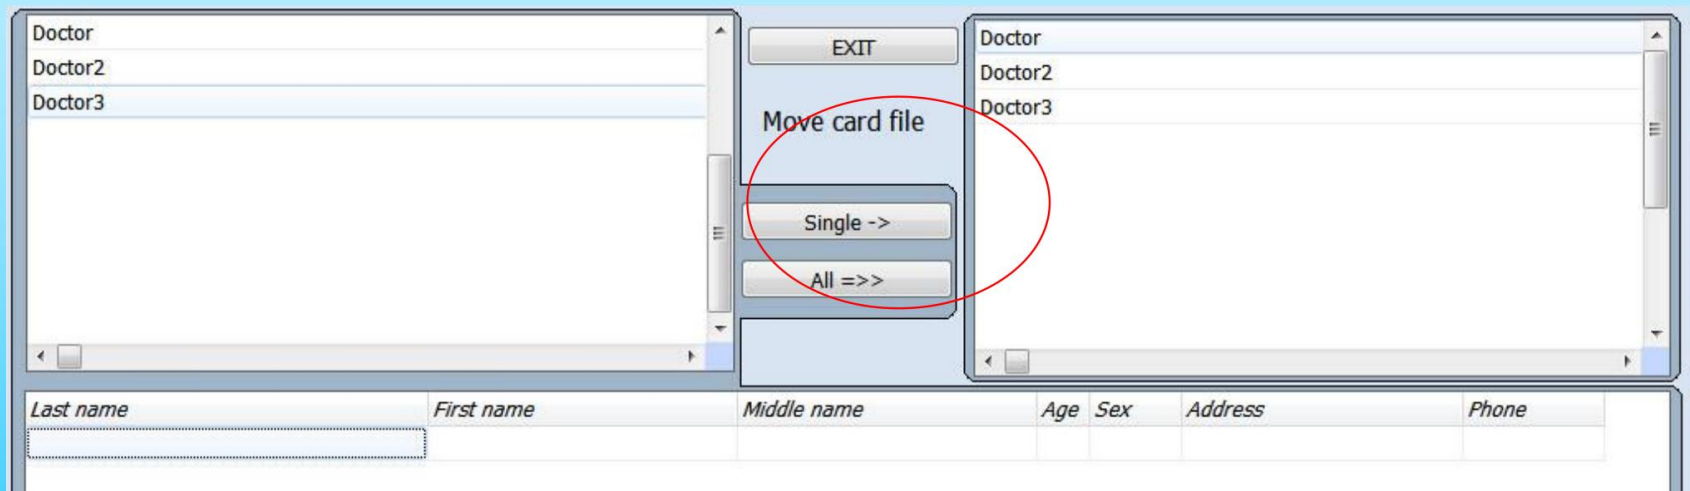 Doctor
Doctor2
Doctor3
EXIT
Move card file
Single ->
All =>>
Doctor
Doctor2
Doctor3
Last name First name Middle name Age Sex Address Phone